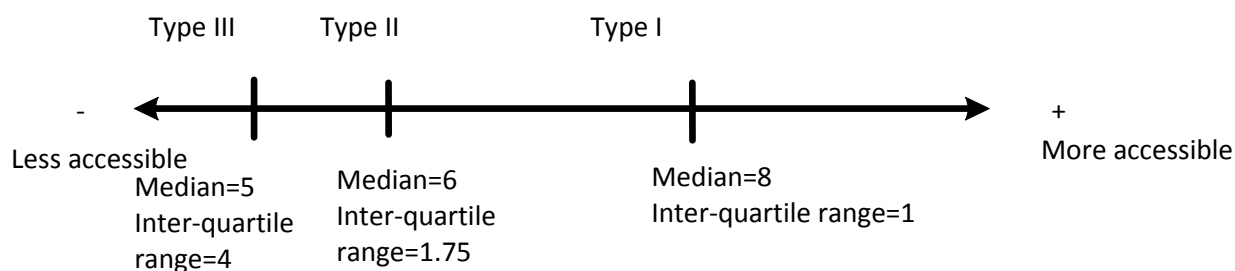 Type III Type II Type I
- +
Less accessible More accessible
Median=5
Inter-quartile
range=4
Median=6
Inter-quartile
range=1.75
Median=8
Inter-quartile range=1